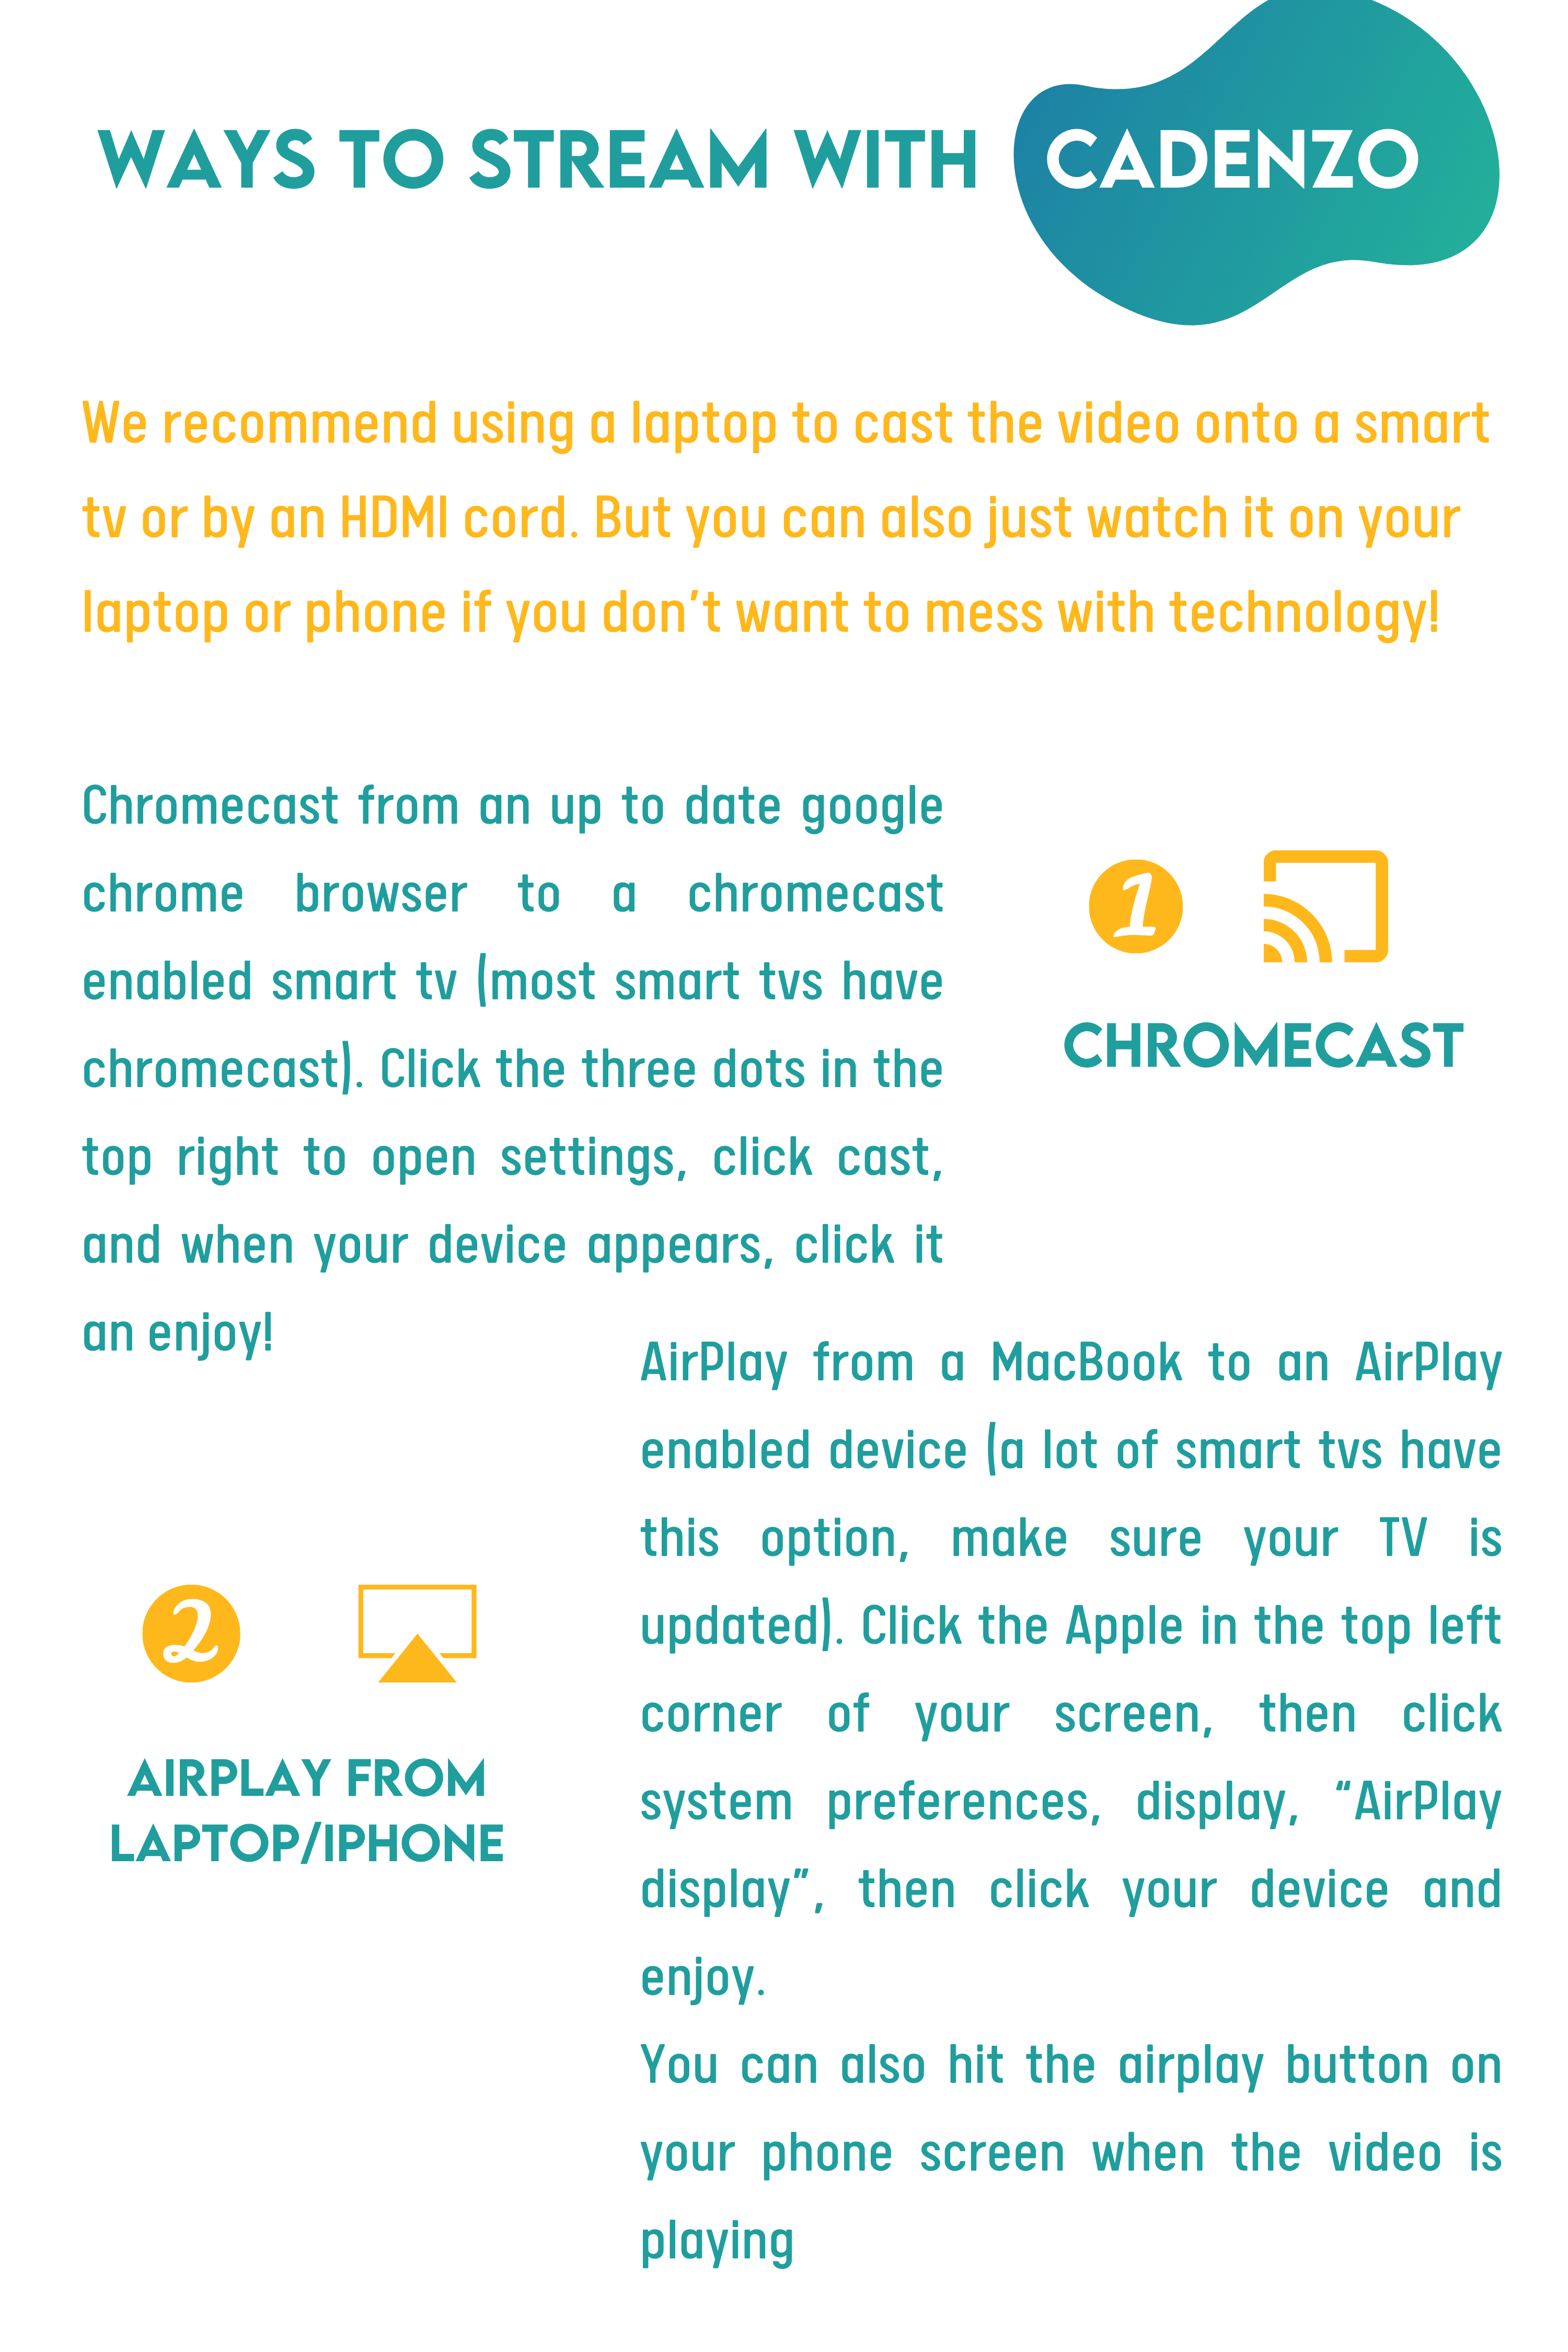 WAYS TO STREAM WITH CADENZO
We recommend using a laptop to cast the video onto a smart
tv or by an HDMI cord. But you can also just watch it on your
laptop or phone if you don't want to mess with technology!
Chromecast from an up to date google
chrome browser to a chromecast
enabled smart tv (most smart tvs have
chromecast). Click the three dots in the
top right to open settings, click cast,
and when your device appears, click it
an enjoy!
1
CHROMECAST
2
AIRPLAY FROM
LAPTOP/IPHONE
AirPlay from a MacBook to an AirPlay
enabled device (a lot of smart tvs have
this option, make sure your TV is
updated). Click the Apple in the top left
corner of your screen, then click
system preferences, display, "AirPlay
display", then click your device and
enjoy.
You can also hit the airplay button on
your phone screen when the video is
playing